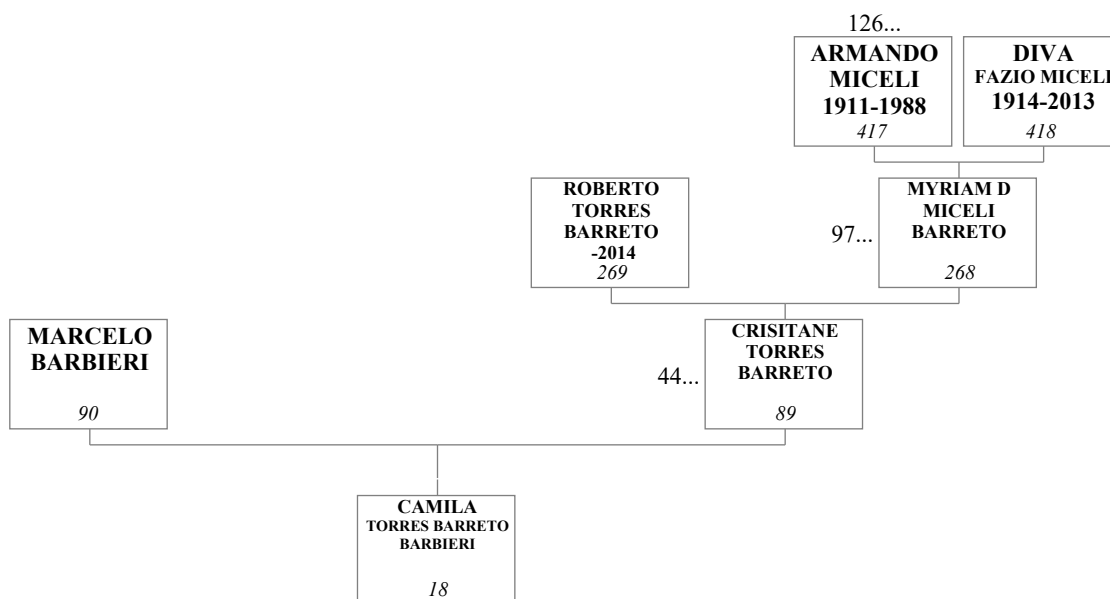 126...
ARMANDO
MICELI
1911-1988
417
DIVA
FAZIO MICELI
1914-2013
418
ROBERTO
TORRES
BARRETO
-2014
269
97...
MYRIAM D
MICELI
BARRETO
268
MARCELO
BARBIERI
90
44...
CRISITANE
TORRES
BARRETO
89
CAMILA
TORRES BARRETO
BARBIERI
18